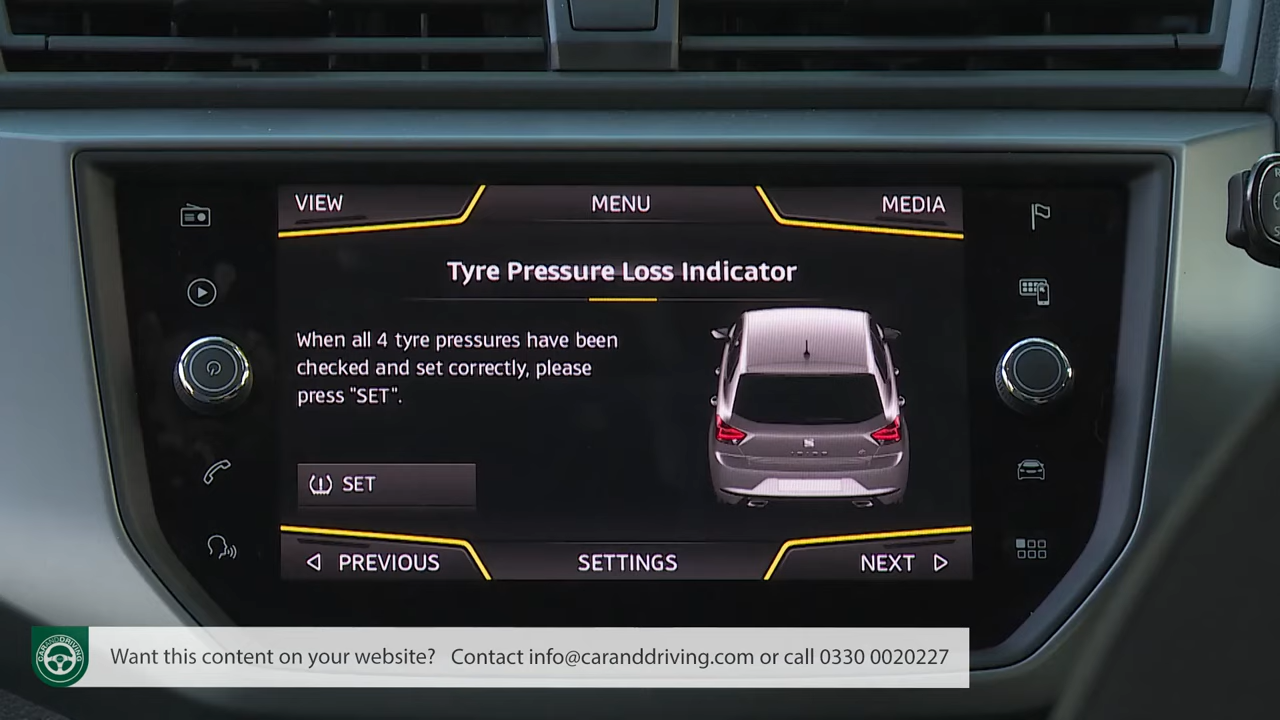 VIEW
MENU
MEDIA
Tyre Pressure Loss Indicator
When all 4 tyre pressures have been
checked and set correctly, please
press "SET".
SET
PREVIOUS
SETTINGS
NEXT
CARANDDRIVING
Want this content on your website? Contact info@caranddriving.com or call 0330 0020227